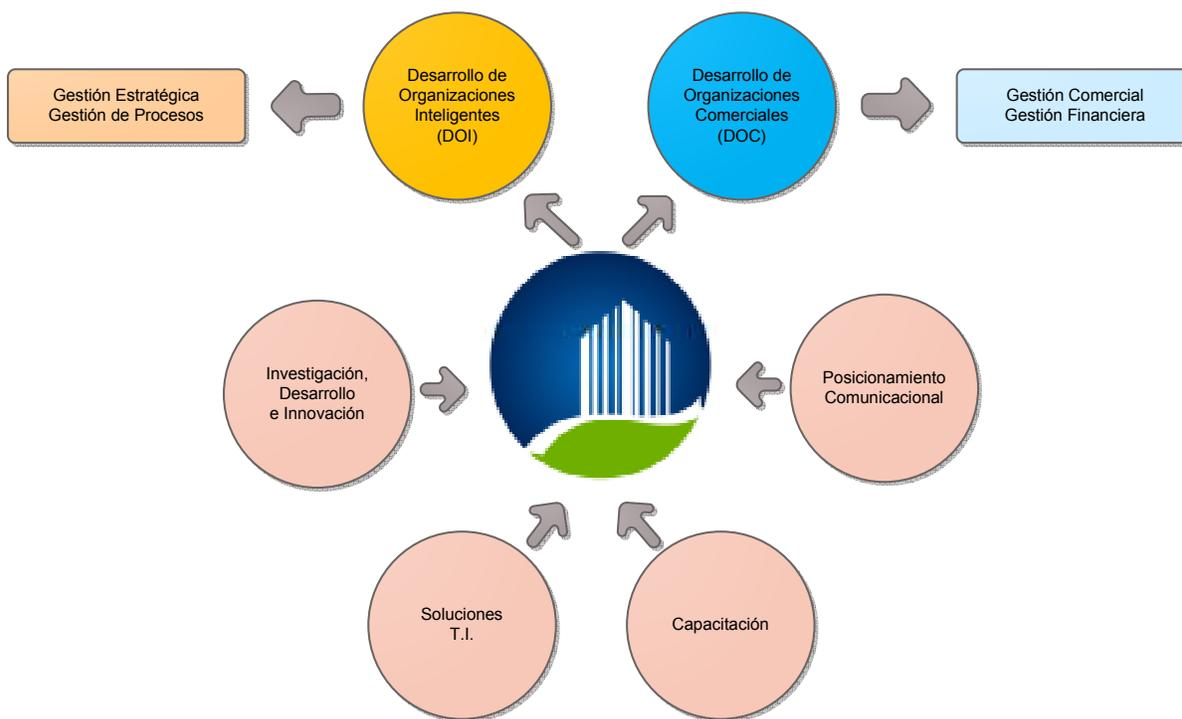 Desarrollo de
Organizaciones
Inteligentes
(DOI)
Desarrollo de
Organizaciones
Comerciales
(DOC)
Gestión Estratégica
Gestión de Procesos
Gestión Comercial
Gestión Financiera
Investigación,
Desarrollo
e Innovación
Posicionamiento
Comunicacional
Soluciones
T.I.
Capacitación